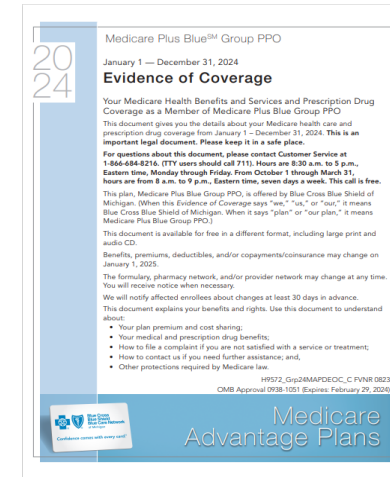 Medicare Plus Blue℠ Group PPO
20
24
January 1 — December 31, 2024
Evidence of Coverage
Your Medicare Health Benefits and Services and Prescription Drug
Coverage as a Member of Medicare Plus Blue Group PPO
This document gives you the details about your Medicare health care and
prescription drug coverage from January 1 – December 31, 2024. This is an
important legal document. Please keep it in a safe place.
For questions about this document, please contact Customer Service at
1-866-684-8216. (TTY users should call 711). Hours are 8:30 a.m. to 5 p.m.,
Eastern time, Monday through Friday. From October 1 through March 31,
hours are from 8 a.m. to 9 p.m., Eastern time, seven days a week. This call is free.
This plan, Medicare Plus Blue Group PPO, is offered by Blue Cross Blue Shield of
Michigan. (When this Evidence of Coverage says “we,” “us,” or “our,” it means
Blue Cross Blue Shield of Michigan. When it says “plan” or “our plan,” it means
Medicare Plus Blue Group PPO.)
This document is available for free in a different format, including large print and
audio CD.
Benefits, premiums, deductibles, and/or copayments/coinsurance may change on
January 1, 2025.
The formulary, pharmacy network, and/or provider network may change at any time.
You will receive notice when necessary.
We will notify affected enrollees about changes at least 30 days in advance.
This document explains your benefits and rights. Use this document to understand
about:
• Your plan premium and cost sharing;
• Your medical and prescription drug benefits;
• How to file a complaint if you are not satisfied with a service or treatment;
• How to contact us if you need further assistance; and,
• Other protections required by Medicare law.
H9572_Grp24MAPDEOC_C FVNR 0823
OMB Approval 0938-1051 (Expires: February 29, 2024)
Blue Cross
Blue Shield
Blue Care Network
of Michigan
Confidence comes with every card.®
Medicare
Advantage Plans